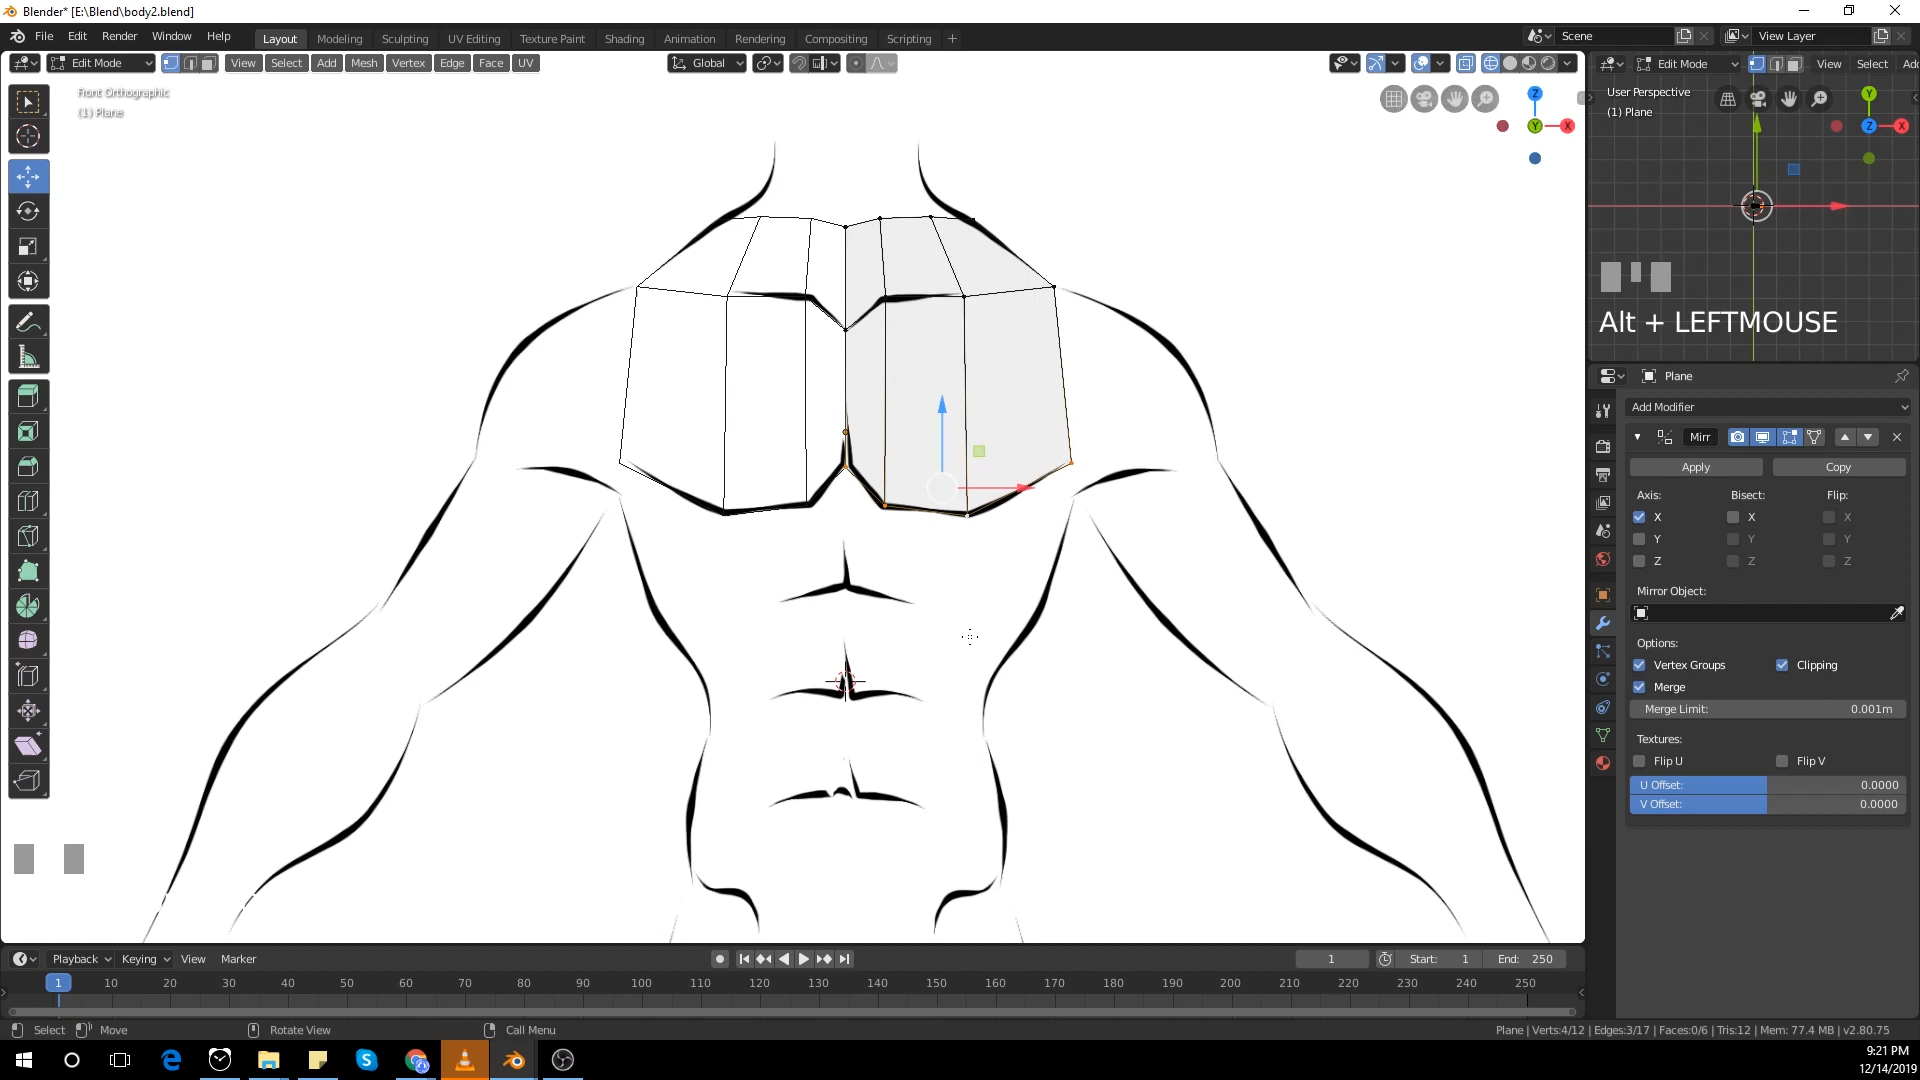 Blender* [E:\Blend\body2.blend]
File Edit Render Window Help Layout Modeling Sculpting UV Editing Texture Paint Shading Animation Rendering Compositing Scripting + Scene View Layer
Edit Mode View Select Add Mesh Vertex Edge Face UV Global Edit Mode View Select Add
Front Orthographic
(1) Plane
Z
Y
X
User Perspective
(1) Plane
Y
Z
X
Alt + LEFTMOUSE
Plane
Add Modifier
Mirr
Apply Copy
Axis: Bisect: Flip:
X X X
Y Y Y
Z Z Z
Mirror Object:
Options:
Vertex Groups Clipping
Merge
Merge Limit: 0.001m
Textures:
Flip U Flip V
U Offset: 0.0000
V Offset: 0.0000
Playback Keying View Marker 1 Start: 1 End: 250
1 10 20 30 40 50 60 70 80 90 100 110 120 130 140 150 160 170 180 190 200 210 220 230 240 250
Select Move Rotate View Call Menu Plane | Verts:4/12 | Edges:3/17 | Faces:0/6 | Tris:12 | Mem: 77.4 MB | v2.80.75
9:21 PM
12/14/2019